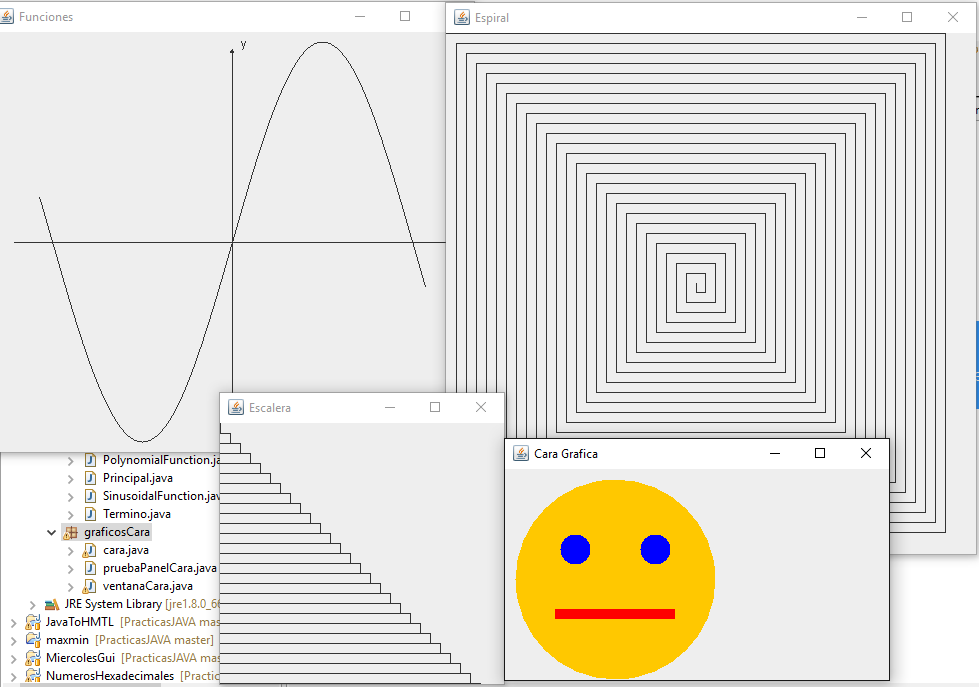 Funciones
y
Espiral
Escalera
Cara Grafica
PolynomialFunction.ja
Principal.java
SinusoidalFunction.jav
Termino.java
graficosCara
cara.java
pruebaPanelCara.java
ventanaCara.java
JRE System Library [jre1.8.0_6
JavaToHMTL [PracticasJAVA mas
maxmin [PracticasJAVA master]
MiercolesGui [PracticasJAVA mas
NumerosHexadecimales [Practic